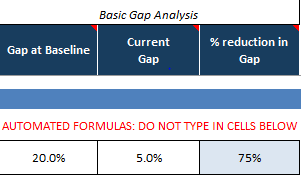 Basic Gap Analysis
Gap at Baseline
Current
Gap
% reduction in
Gap
AUTOMATED FORMULAS: DO NOT TYPE IN CELLS BELOW
20.0%
5.0%
75%